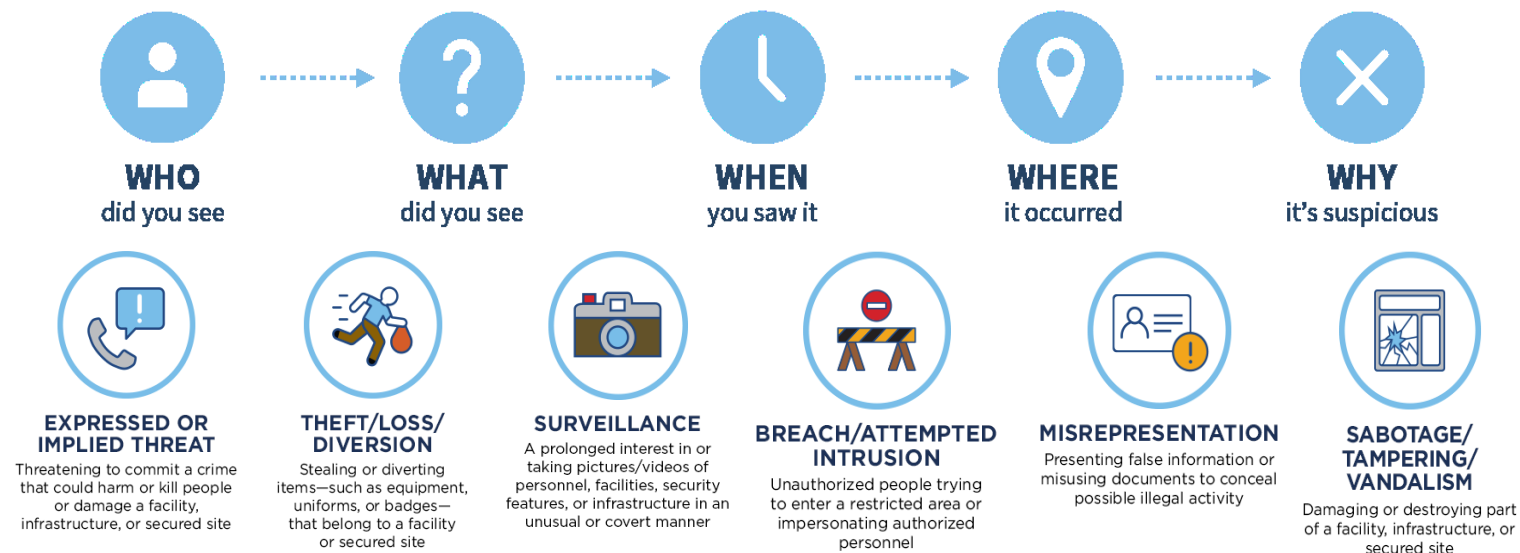 WHO
did you see
WHAT
did you see
WHEN
you saw it
WHERE
it occurred
WHY
it's suspicious
EXPRESSED OR
IMPLIED THREAT
Threatening to commit a crime
that could harm or kill people
or damage a facility,
infrastructure, or secured site
THEFT/LOSS/
DIVERSION
Stealing or diverting
items—such as equipment,
uniforms, or badges—
that belong to a facility
or secured site
SURVEILLANCE
A prolonged interest in or
taking pictures/videos of
personnel, facilities, security
features, or infrastructure in an
unusual or covert manner
BREACH/ATTEMPTED
INTRUSION
Unauthorized people trying
to enter a restricted area or
impersonating authorized
personnel
MISREPRESENTATION
Presenting false information or
misusing documents to conceal
possible illegal activity
SABOTAGE/
TAMPERING/
VANDALISM
Damaging or destroying part
of a facility, infrastructure, or
secured site